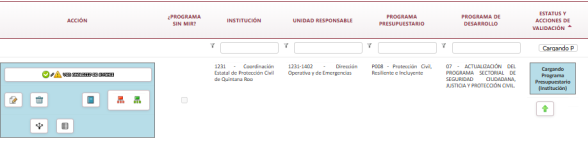 ACCIÓN
¿PROGRAMA SIN MIR?
INSTITUCIÓN
UNIDAD RESPONSABLE
PROGRAMA PRESUPUESTARIO
PROGRAMA DE DESARROLLO
ESTATUS Y ACCIONES DE VALIDACIÓN
Cargando P
1231 - Coordinación Estatal de Protección Civil de Quintana Roo
1231-1402 - Dirección Operativa y de Emergencias
P008 - Protección Civil, Resiliente e Incluyente
07 - ACTUALIZACIÓN DEL PROGRAMA SECTORIAL DE SEGURIDAD CIUDADANA, JUSTICIA Y PROTECCIÓN CIVIL.
Cargando Programa Presupuestario (Institución)